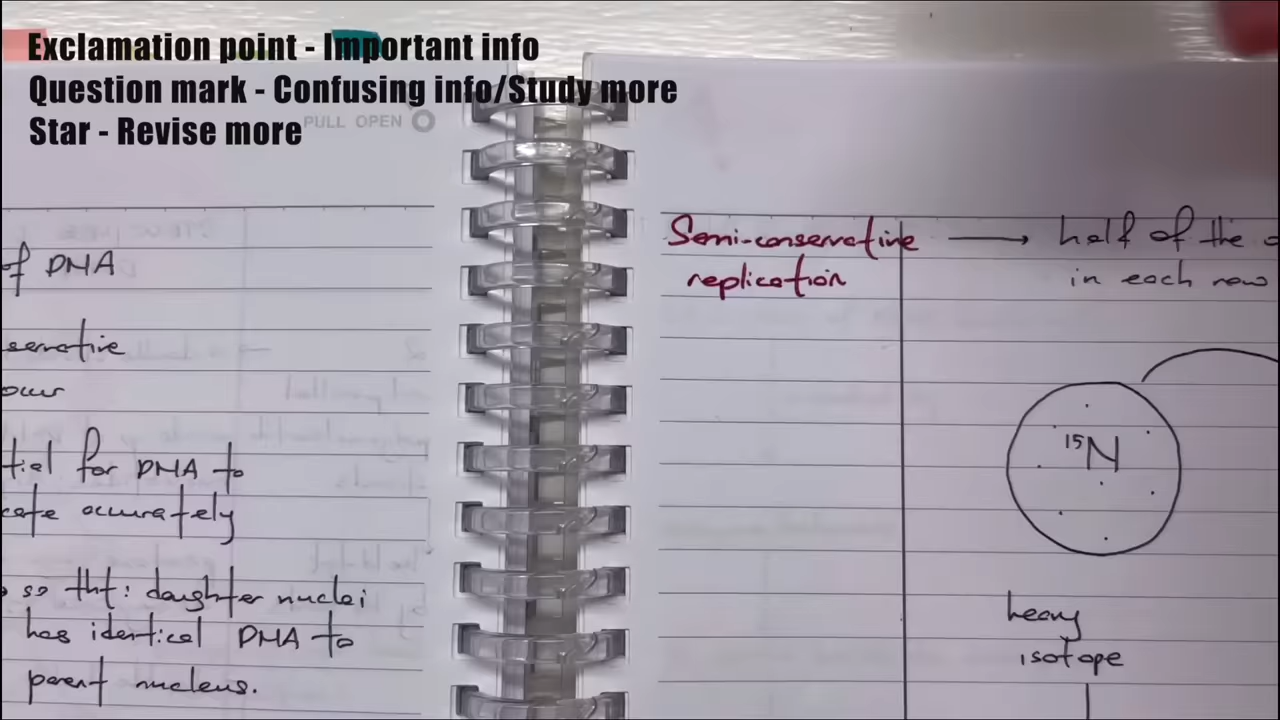 Exclamation point - Important info
Question mark - Confusing info/Study more
Star - Revise more
PULL OPEN
of DNA
servative
occur
tial for DNA to
cate accurately
so tht: daughter nuclei
has identical DNA to
parent nucleus.
Semi-conservative → half of the
replication in each new
15N
heavy
isotope